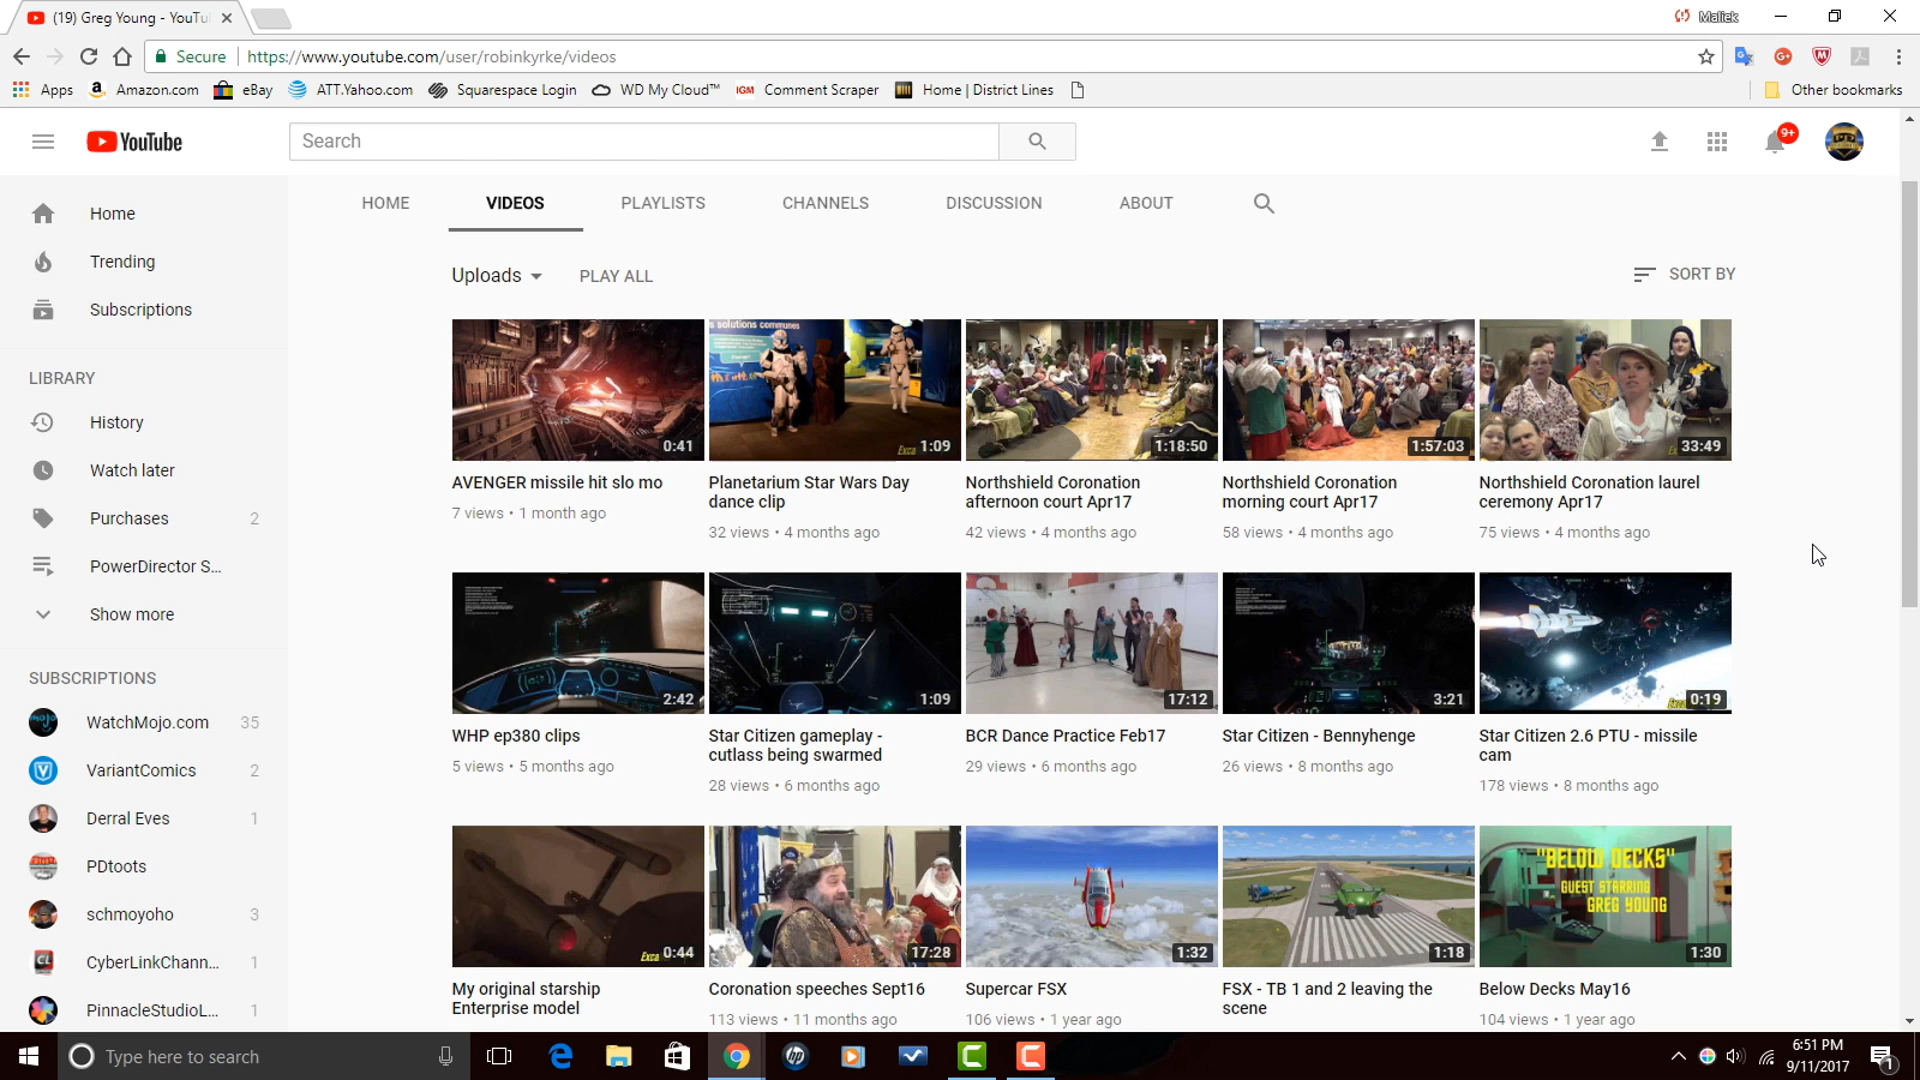 (19) Greg Young - YouTu
Maliek
Secure
https://www.youtube.com/user/robinkyrke/videos
Apps
Amazon.com
eBay
ATT.Yahoo.com
Squarespace Login
WD My Cloud™
IGM
Comment Scraper
Home | District Lines
Other bookmarks
YouTube
Search
9+
HOME
VIDEOS
PLAYLISTS
CHANNELS
DISCUSSION
ABOUT
Home
Trending
Subscriptions
LIBRARY
History
Watch later
Purchases 2
PowerDirector S...
Show more
SUBSCRIPTIONS
WatchMojo.com 35
VariantComics 2
Derral Eves 1
PDtoots
schmoyoho 3
CyberLinkChann... 1
PinnacleStudioL... 1
Uploads
PLAY ALL
SORT BY
0:41
AVENGER missile hit slo mo
7 views • 1 month ago
s solutions communes
Exca 1:09
Planetarium Star Wars Day
dance clip
32 views • 4 months ago
1:18:50
Northshield Coronation
afternoon court Apr17
42 views • 4 months ago
1:57:03
Northshield Coronation
morning court Apr17
58 views • 4 months ago
33:49
Northshield Coronation laurel
ceremony Apr17
75 views • 4 months ago
2:42
WHP ep380 clips
5 views • 5 months ago
1:09
Star Citizen gameplay -
cutlass being swarmed
28 views • 6 months ago
17:12
BCR Dance Practice Feb17
29 views • 6 months ago
3:21
Star Citizen - Bennyhenge
26 views • 8 months ago
0:19
Star Citizen 2.6 PTU - missile
cam
178 views • 8 months ago
Exca 0:44
My original starship
Enterprise model
17:28
Coronation speeches Sept16
113 views • 11 months ago
1:32
Supercar FSX
106 views • 1 year ago
1:18
FSX - TB 1 and 2 leaving the
scene
"BELOW DECKS"
GUEST STARRING
GREG YOUNG
1:30
Below Decks May16
104 views • 1 year ago
Type here to search
6:51 PM
9/11/2017
1